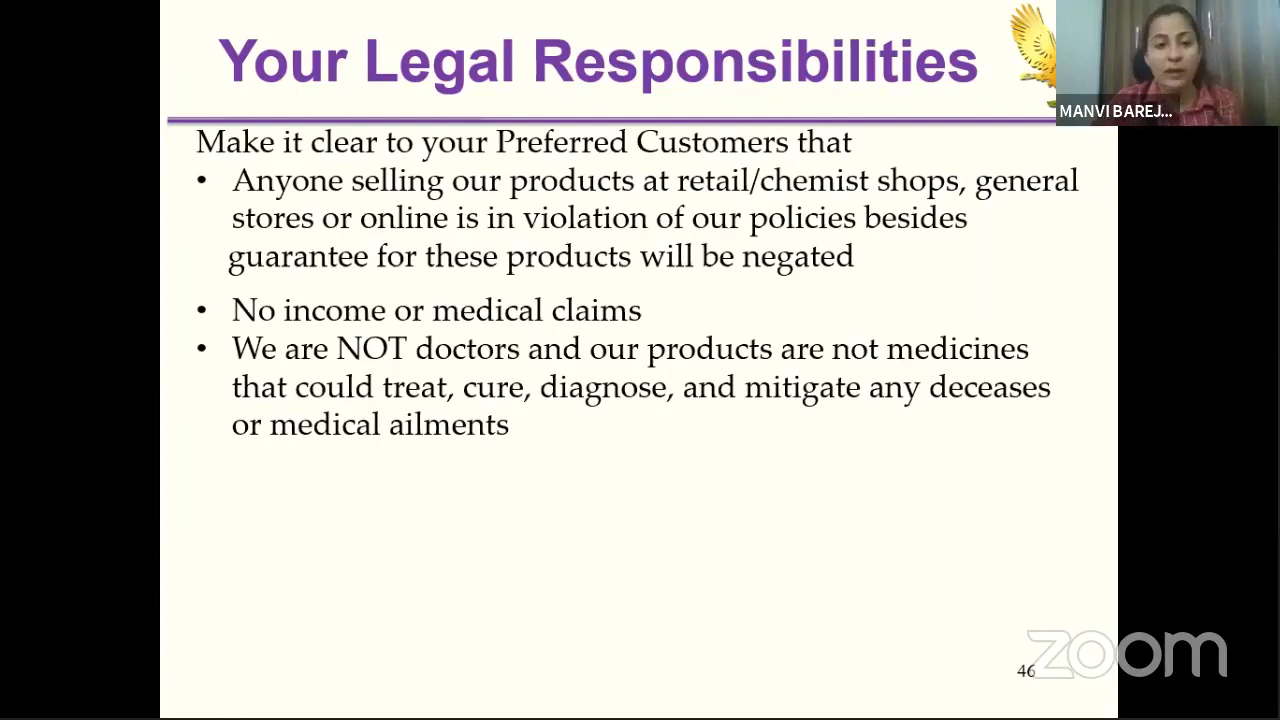 Your Legal Responsibilities
MANVI BAREJ...
Make it clear to your Preferred Customers that
• Anyone selling our products at retail/chemist shops, general
stores or online is in violation of our policies besides
guarantee for these products will be negated
• No income or medical claims
• We are NOT doctors and our products are not medicines
that could treat, cure, diagnose, and mitigate any deceases
or medical ailments
46
zoom